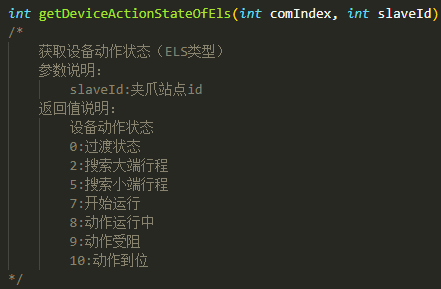 int getDeviceActionStateOfEls(int comIndex, int slaveId)
/*
获取设备动作状态（ELS类型）
参数说明：
slaveId:夹爪站点id
返回值说明：
设备动作状态
0:过渡状态
2:搜索大端行程
5:搜索小端行程
7:开始运行
8:动作运行中
9:动作受阻
10:动作到位
*/